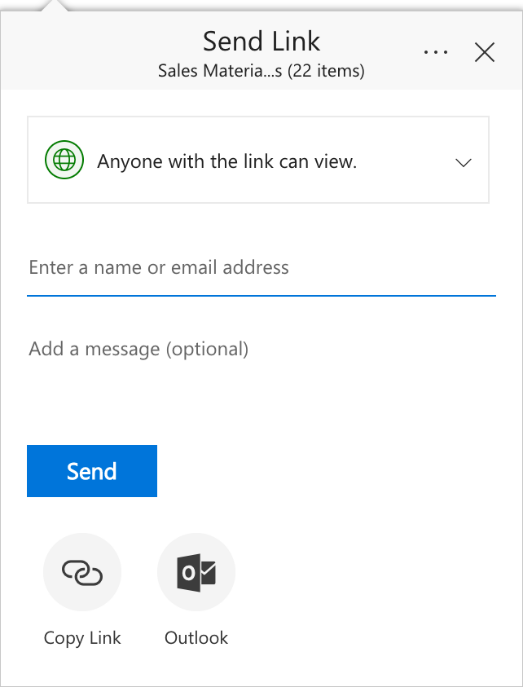 Send Link
Sales Materia...s (22 items)
Anyone with the link can view.
Enter a name or email address
Add a message (optional)
Send
Copy Link
Outlook